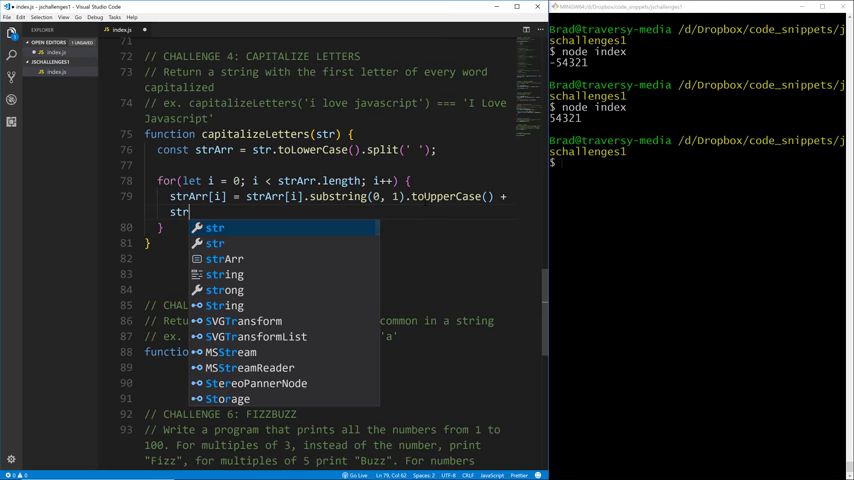 index.js - Visual Studio Code
File Edit Selection View Go Debug Tasks Help
EXPLORER
OPEN EDITORS 1 UNSAVED
index.js
JSCHALLENGES1
index.js
index.js
71
72 // CHALLENGE 4: CAPITALIZE LETTERS
73 // Return a string with the first letter of every word
capitalized
74 // ex. capitalizeLetters('i love javascript') === 'I Love
Javascript'
75 function capitalizeLetters(str) {
76 const strArr = str.toLowerCase().split(' ');
77
78 for(let i = 0; i < strArr.length; i++) {
79 strArr[i] = strArr[i].substring(0, 1).toUpperCase() +
str
80 }
81 }
82
83
84
85 // CHA
86 // Retu common in a string
87 // ex. 'a'
88 functio
89
90
91
92 // CHALLENGE 6: FIZZBUZZ
93 // Write a program that prints all the numbers from 1 to
100. For multiples of 3, instead of the number, print
"Fizz", for multiples of 5 print "Buzz". For numbers
str
str
strArr
string
strong
String
SVGTransform
SVGTransformList
MSStream
MSStreamReader
StereoPannerNode
Storage
0 0
Go Live Ln 79, Col 62 Spaces: 2 UTF-8 CRLF JavaScript Prettier
MINGW64:/d/Dropbox/code_snippets/jschallenges1
Brad@traversy-media /d/Dropbox/code_snippets/j
schallenges1
$ node index
-54321
Brad@traversy-media /d/Dropbox/code_snippets/j
schallenges1
$ node index
54321
Brad@traversy-media /d/Dropbox/code_snippets/j
schallenges1
$